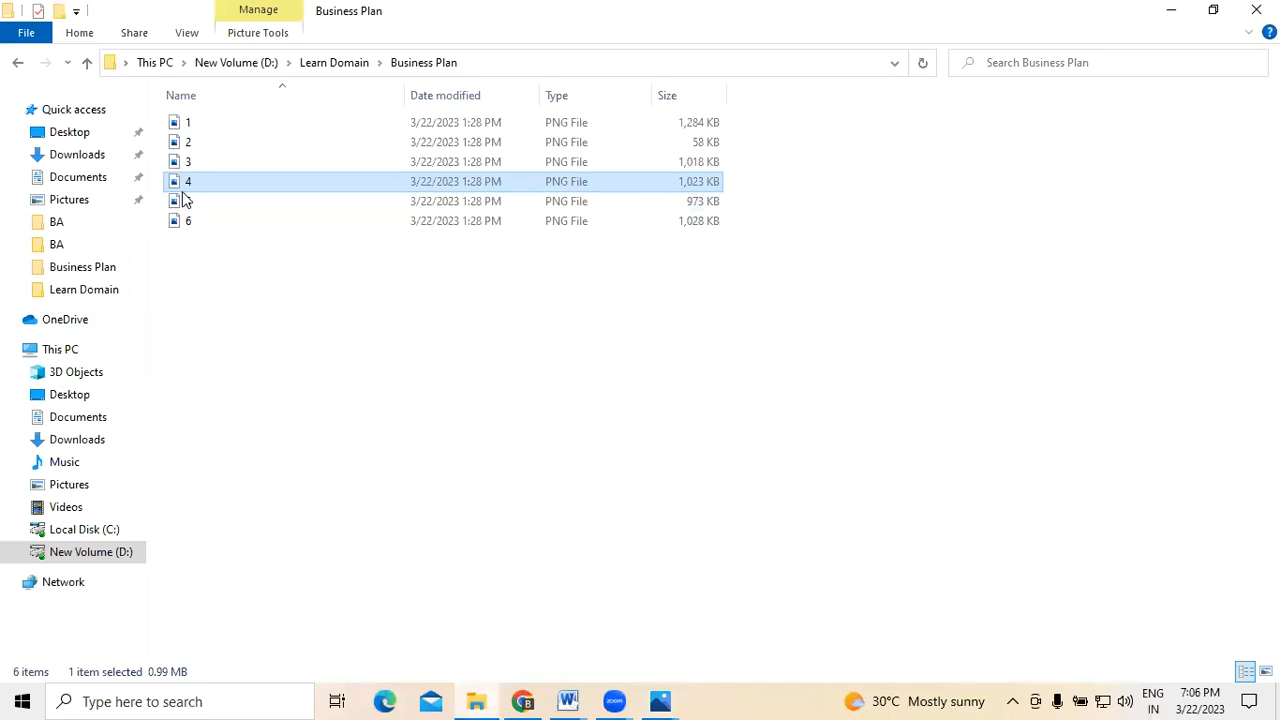 Manage
Business Plan
File
Home
Share
View
Picture Tools
This PC
New Volume (D:)
Learn Domain
Business Plan
Search Business Plan
Name
Date modified
Type
Size
1
3/22/2023 1:28 PM
PNG File
1,284 KB
2
3/22/2023 1:28 PM
PNG File
58 KB
3
3/22/2023 1:28 PM
PNG File
1,018 KB
4
3/22/2023 1:28 PM
PNG File
1,023 KB
3/22/2023 1:28 PM
PNG File
973 KB
6
3/22/2023 1:28 PM
PNG File
1,028 KB
Quick access
Desktop
Downloads
Documents
Pictures
BA
BA
Business Plan
Learn Domain
OneDrive
This PC
3D Objects
Desktop
Documents
Downloads
Music
Pictures
Videos
Local Disk (C:)
New Volume (D:)
Network
6 items
1 item selected 0.99 MB
Type here to search
zoom
30°C Mostly sunny
ENG
IN
7:06 PM
3/22/2023